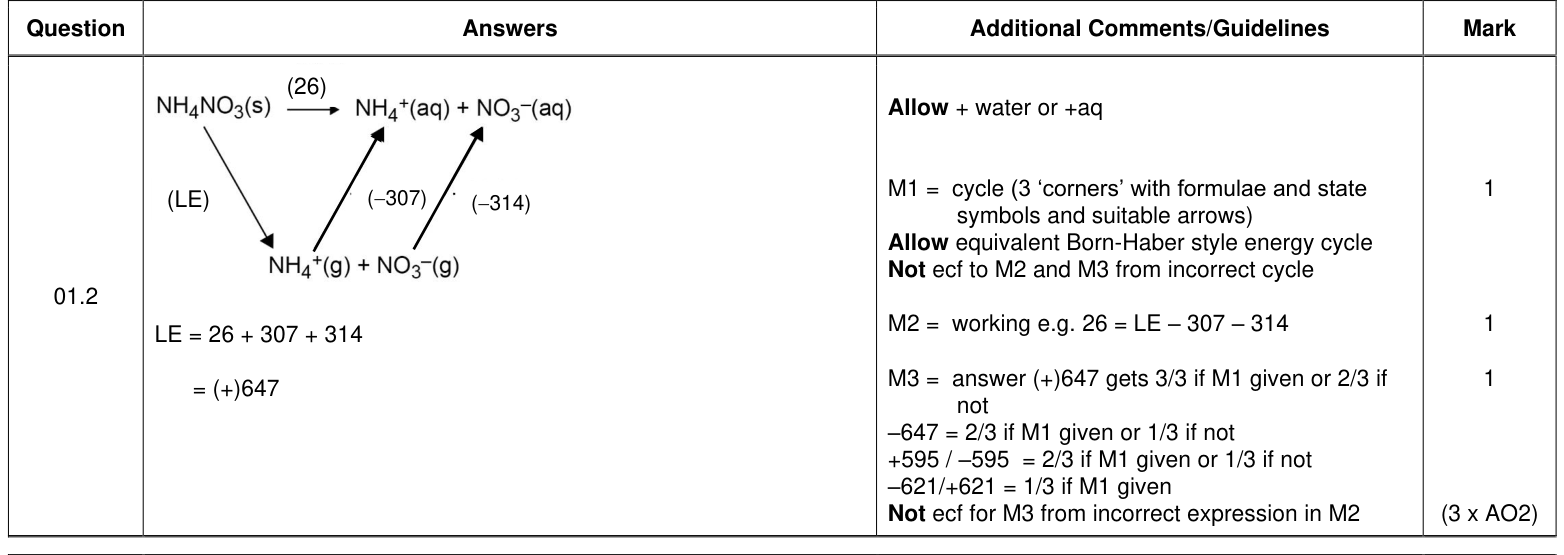 Question Answers Additional Comments/Guidelines Mark
(26)
NH₄NO₃(s) → NH₄⁺(aq) + NO₃⁻(aq)
Allow + water or +aq
M1 = cycle (3 ‘corners’ with formulae and state 1
symbols and suitable arrows)
(LE) (−307) (−314)
Allow equivalent Born-Haber style energy cycle
Not ecf to M2 and M3 from incorrect cycle
NH₄⁺(g) + NO₃⁻(g)
01.2
M2 = working e.g. 26 = LE – 307 – 314 1
LE = 26 + 307 + 314
= (+)647
M3 = answer (+)647 gets 3/3 if M1 given or 2/3 if 1
not
–647 = 2/3 if M1 given or 1/3 if not
+595 / –595 = 2/3 if M1 given or 1/3 if not
–621/+621 = 1/3 if M1 given
Not ecf for M3 from incorrect expression in M2 (3 x AO2)